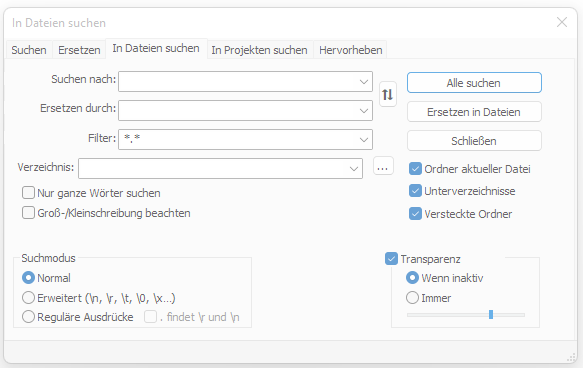 In Dateien suchen
Suchen Ersetzen In Dateien suchen In Projekten suchen Hervorheben
Suchen nach: Alle suchen
Ersetzen durch: Ersetzen in Dateien
Filter: *.* Schließen
Verzeichnis: ... Ordner aktueller Datei
Nur ganze Wörter suchen Unterverzeichnisse
Groß-/Kleinschreibung beachten Versteckte Ordner
Suchmodus Transparenz
Normal Wenn inaktiv
Erweitert (\n, \r, \t, \0, \x...) Immer
Reguläre Ausdrücke . findet \r und \n